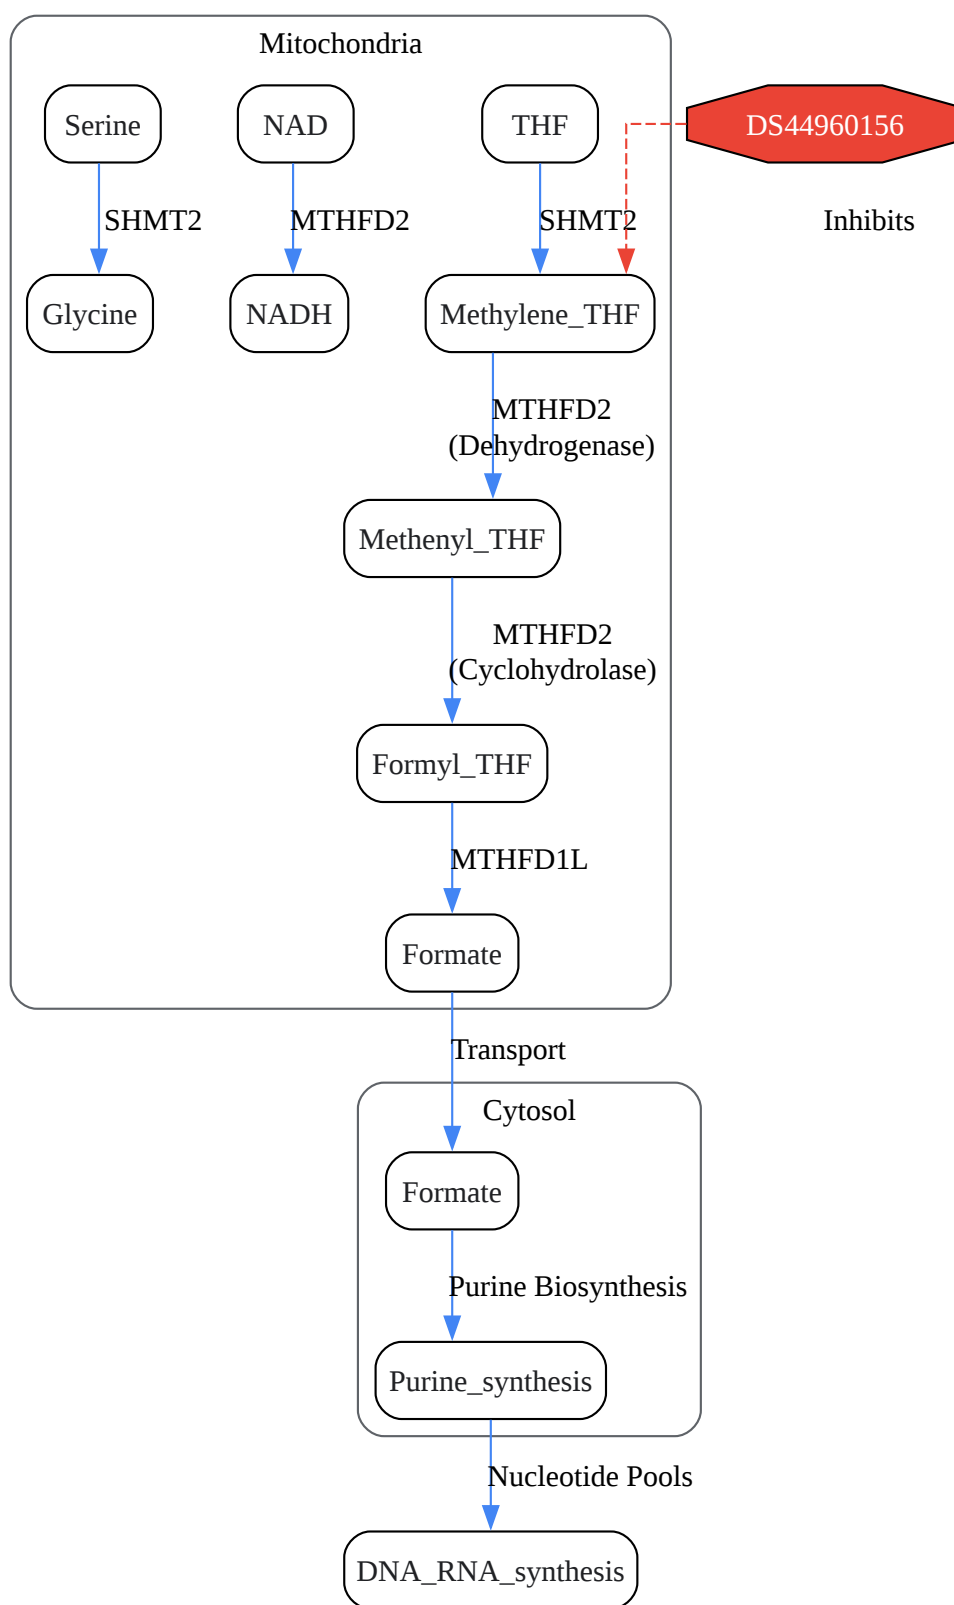 Mitochondria
Serine
NAD
THF
DS44960156
SHMT2
MTHFD2
SHMT2
Inhibits
Glycine
NADH
Methylene_THF
MTHFD2
(Dehydrogenase)
Methenyl_THF
MTHFD2
(Cyclohydrolase)
Formyl_THF
MTHFD1L
Formate
Transport
Cytosol
Formate
Purine Biosynthesis
Purine_synthesis
Nucleotide Pools
DNA_RNA_synthesis